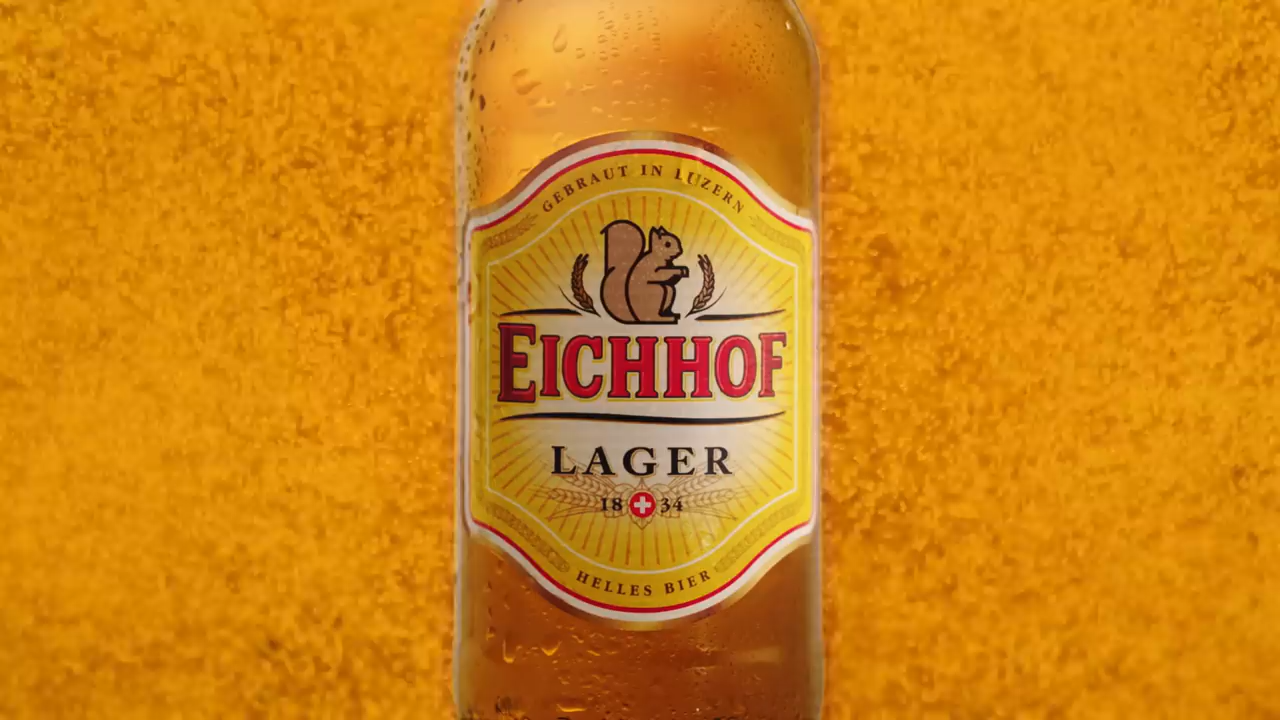 GEBRAUT IN LUZERN
EICHHOF
LAGER
18 34
HELLES BIER